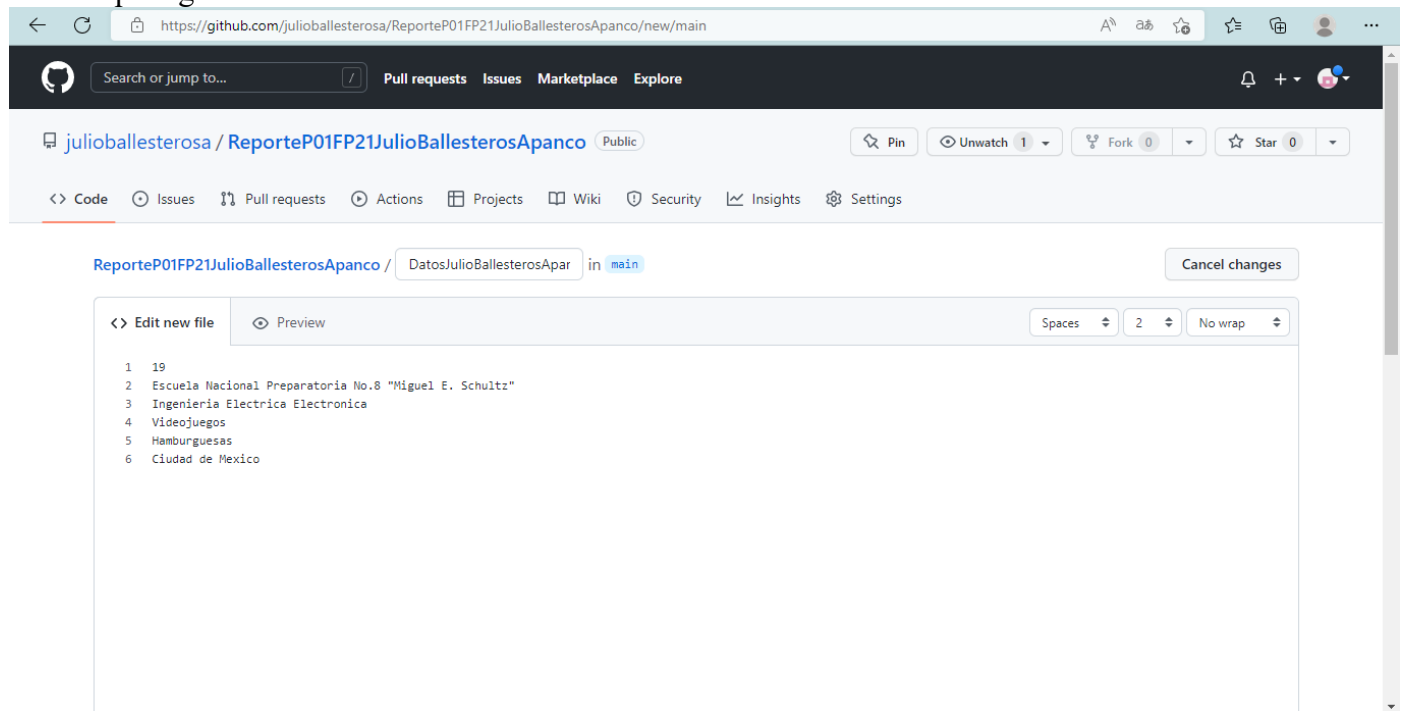 https://github.com/julioballesterosa/ReporteP01FP21JulioBallesterosApanco/new/main
Search or jump to... / Pull requests Issues Marketplace Explore
julioballesterosa / ReporteP01FP21JulioBallesterosApanco Public Pin Unwatch 1 Fork 0 Star 0
Code Issues Pull requests Actions Projects Wiki Security Insights Settings
ReporteP01FP21JulioBallesterosApanco / DatosJulioBallesterosApar in main Cancel changes
Edit new file Preview Spaces 2 No wrap
1 19
2 Escuela Nacional Preparatoria No.8 "Miguel E. Schultz"
3 Ingenieria Electrica Electronica
4 Videojuegos
5 Hamburguesas
6 Ciudad de Mexico